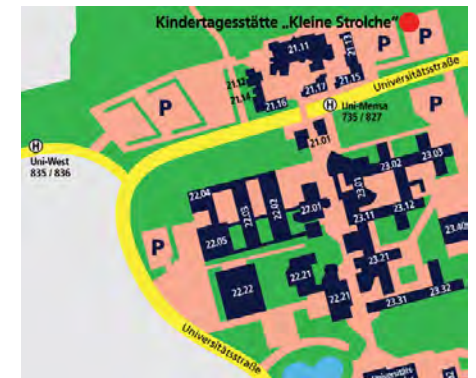 Kindertagesstätte „Kleine Strolche“
21.11
21.12
21.14
21.16
21.17
21.15
P
P
P
P
P
Universitätsstraße
H
Uni-Mensa
735 / 827
H
Uni-West
835 / 836
21.01
22.04
22.03
22.02
22.01
22.05
23.01
23.02
23.03
23.11
23.12
23.40
22.22
22.21
22.21
23.21
23.31
23.32
Universitätsstraße